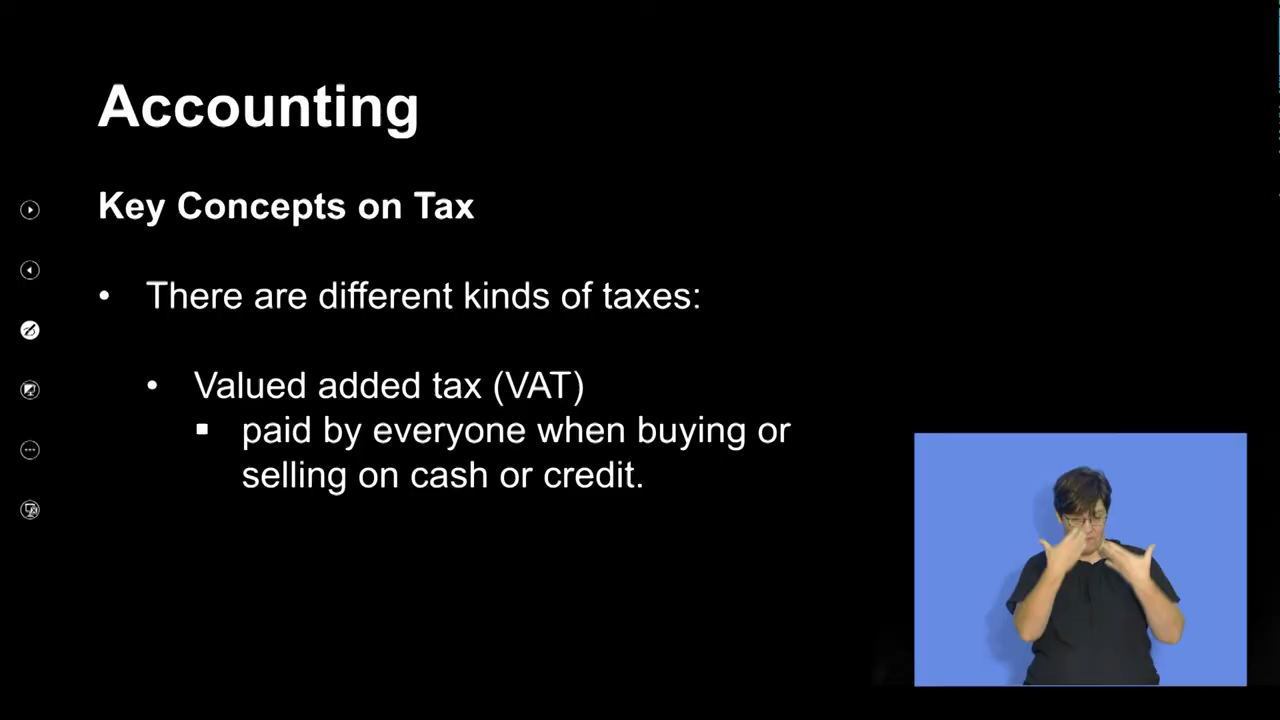 Accounting
Key Concepts on Tax
• There are different kinds of taxes:
• Valued added tax (VAT)
▪ paid by everyone when buying or
selling on cash or credit.